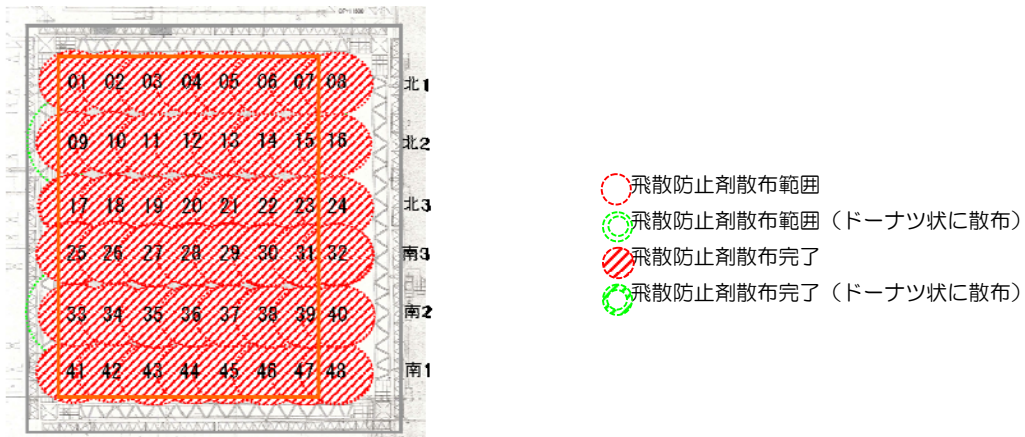 01 02 03 04 05 06 07 08 北1
09 10 11 12 13 14 15 16 北2
17 18 19 20 21 22 23 24 北3
25 26 27 28 29 30 31 32 南3
33 34 35 36 37 38 39 40 南2
41 42 43 44 45 46 47 48 南1
飛散防止剤散布範囲
飛散防止剤散布範囲（ドーナツ状に散布）
飛散防止剤散布完了
飛散防止剤散布完了（ドーナツ状に散布）